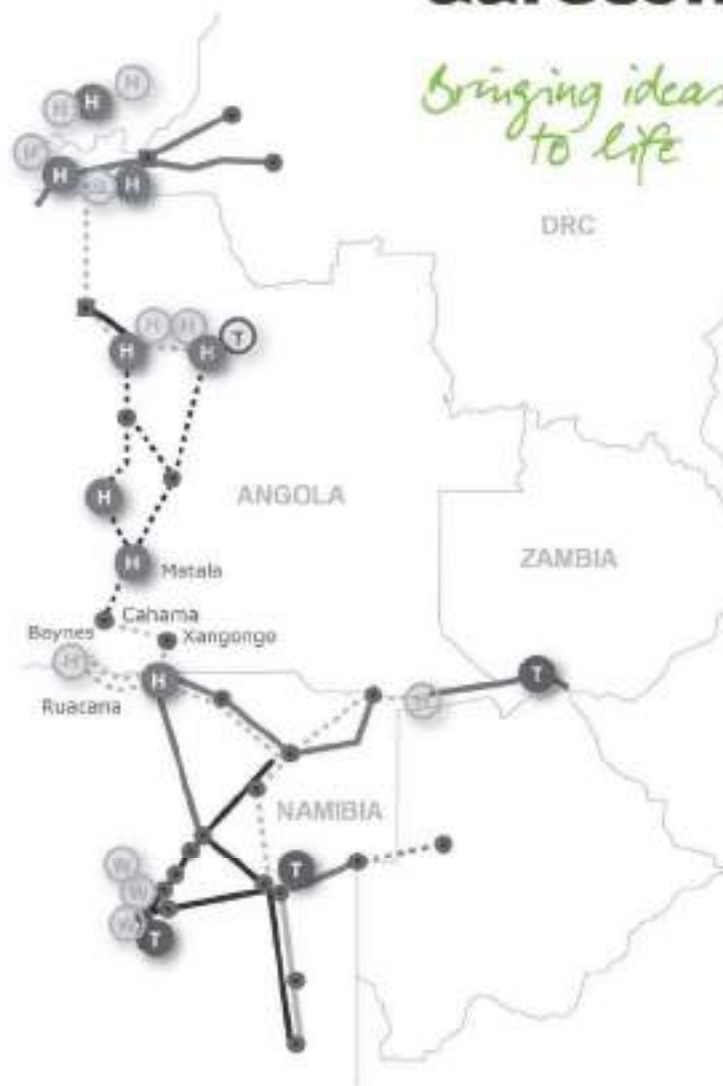 Bringing ideas
to life
H
H
H
H
H
DRC
H
H
H
H
T
ANGOLA
H
ZAMBIA
H
Matala
Cahama
Baynes
Xangongo
H
H
T
Ruacana
NAMIBIA
T
W
W
W
T